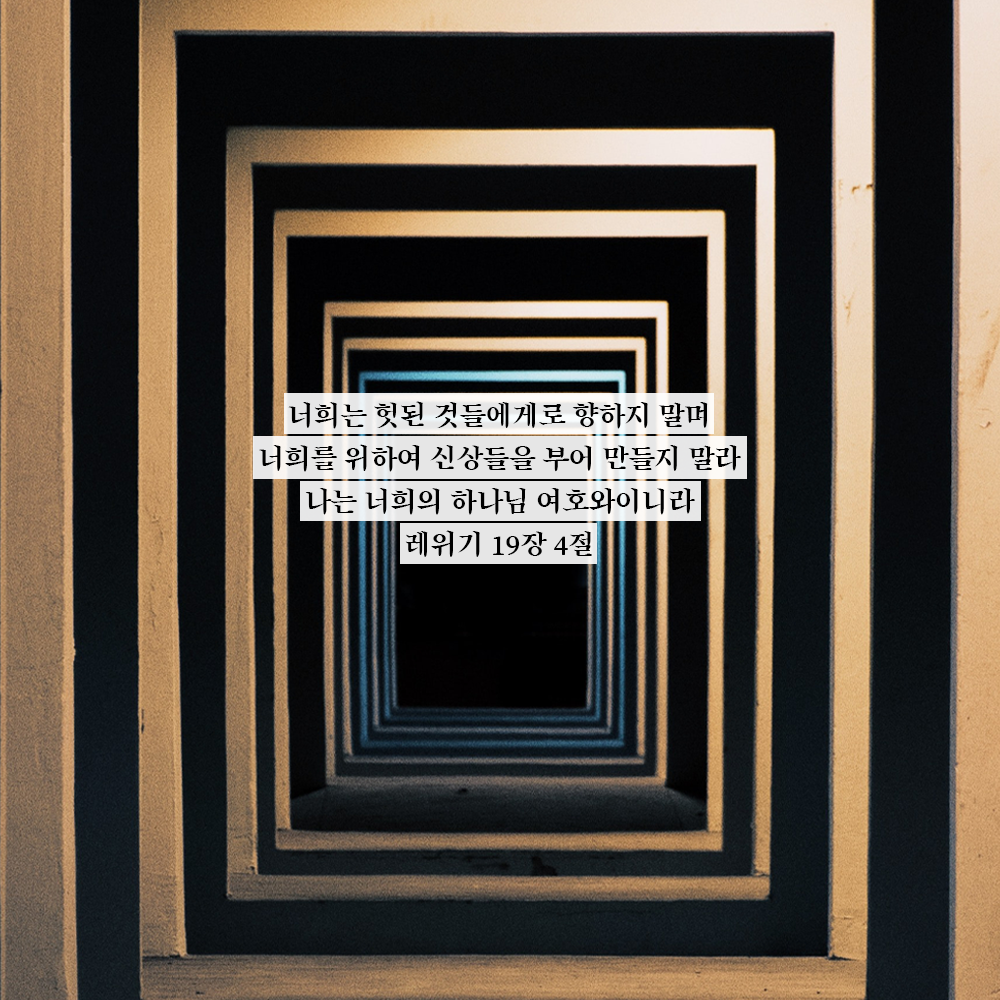 너희는 헛된 것들에게로 향하지 말며
너희를 위하여 신상들을 부어 만들지 말라
나는 너희의 하나님 여호와이니라
레위기 19장 4절